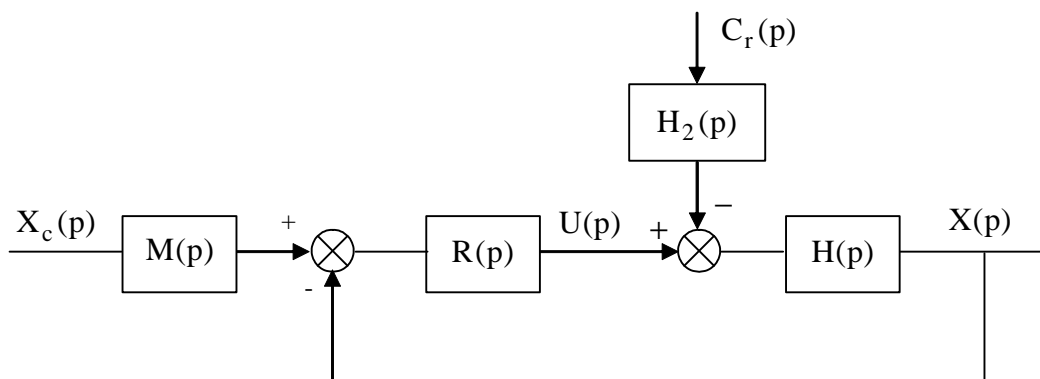 C_r(p)
H_2(p)
X_c(p)
M(p)
+
-
R(p)
U(p)
+
−
H(p)
X(p)